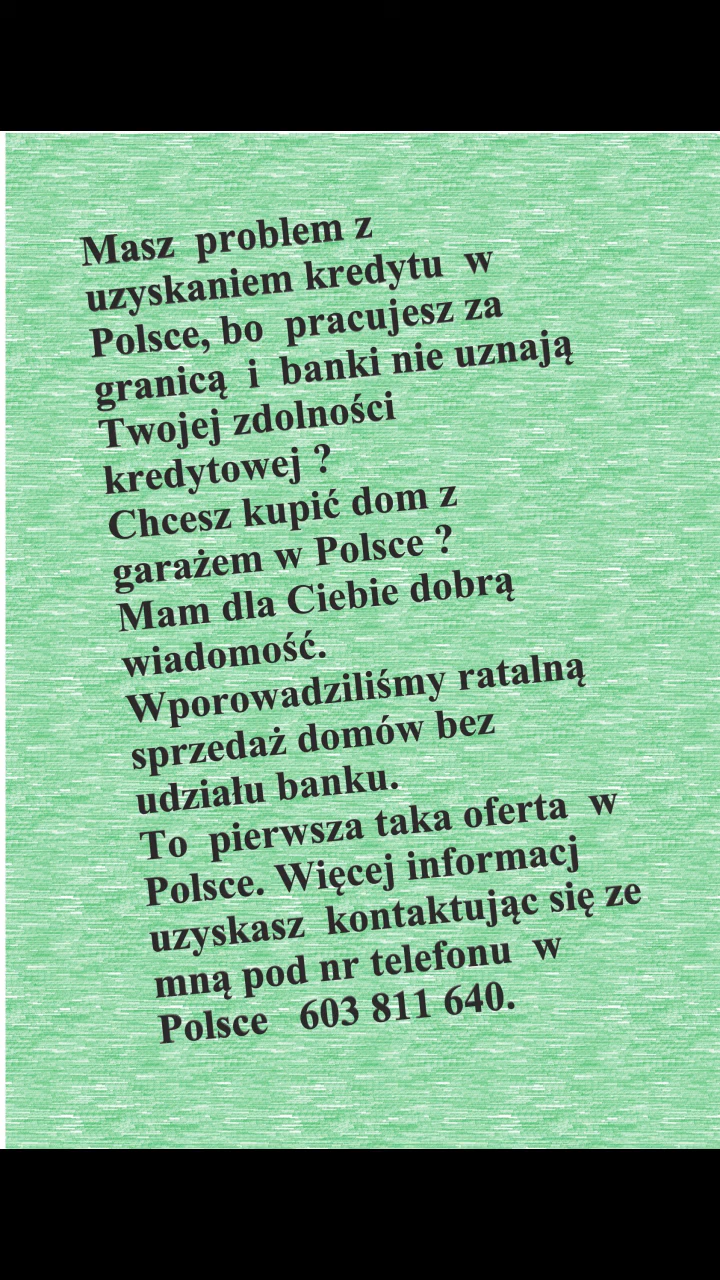 Masz problem z
uzyskaniem kredytu w
Polsce, bo pracujesz za
granicą i banki nie uznają
Twojej zdolności
kredytowej ?
Chcesz kupić dom z
garażem w Polsce ?
Mam dla Ciebie dobrą
wiadomość.
Wporowadziliśmy ratalną
sprzedaż domów bez
udziału banku.
To pierwsza taka oferta w
Polsce. Więcej informacj
uzyskasz kontaktując się ze
mną pod nr telefonu w
Polsce 603 811 640.